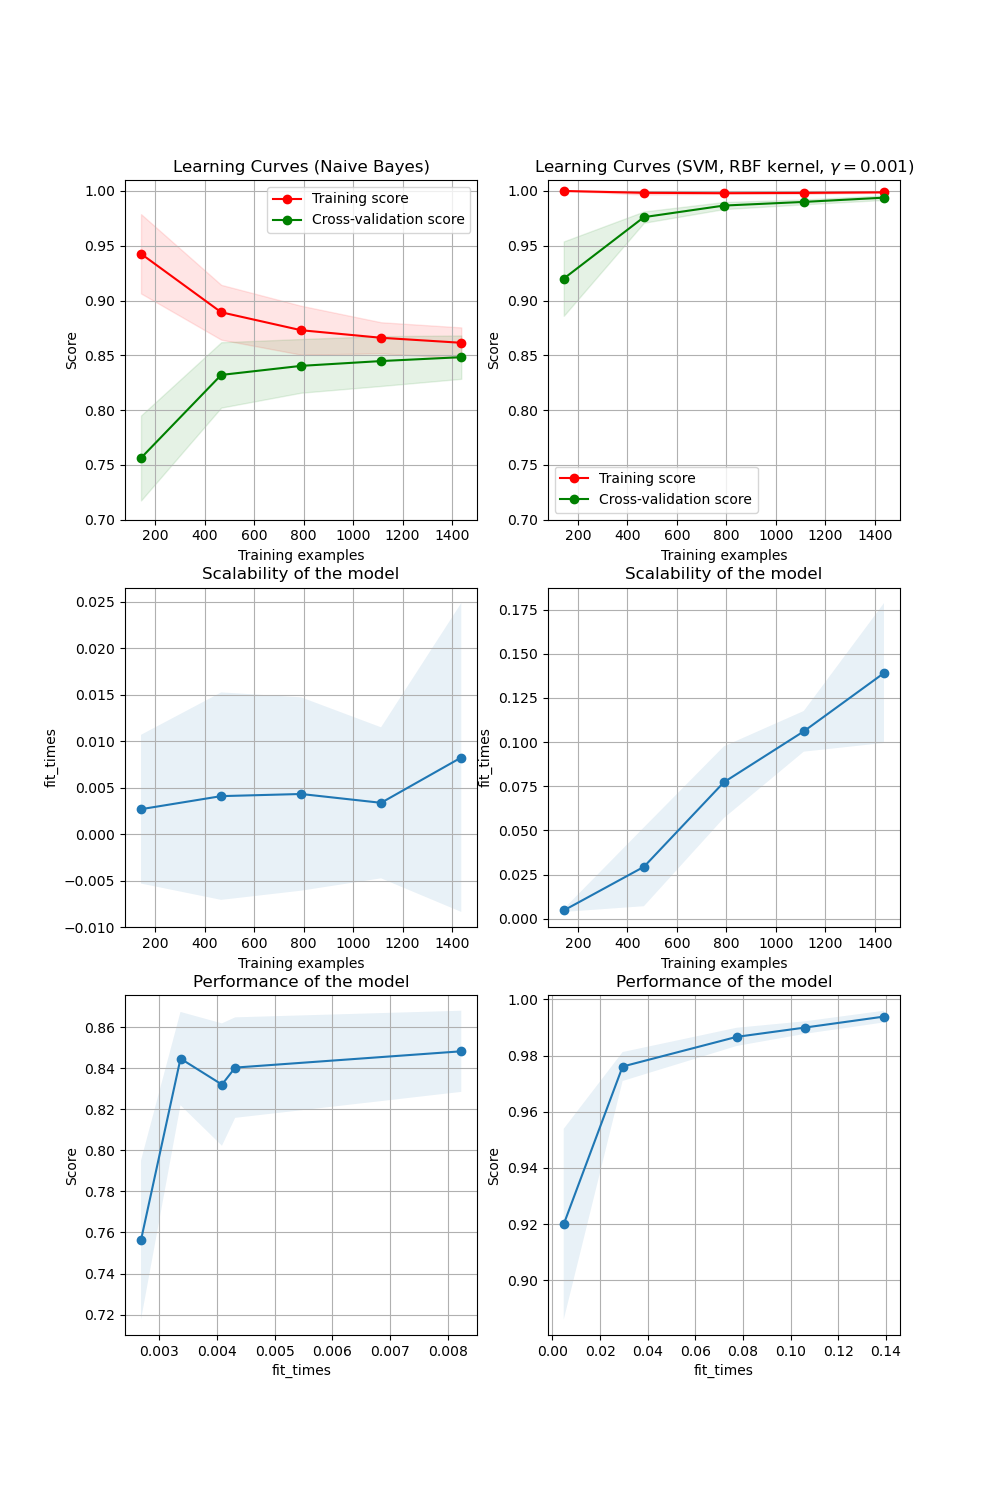 Learning Curves (Naive Bayes)
1.00
0.95
0.90
0.85
0.80
0.75
0.70
Score
Training score
Cross-validation score
200 400 600 800 1000 1200 1400
Training examples
Learning Curves (SVM, RBF kernel, γ = 0.001)
1.00
0.95
0.90
0.85
0.80
0.75
0.70
Score
Training score
Cross-validation score
200 400 600 800 1000 1200 1400
Training examples
Scalability of the model
0.025
0.020
0.015
0.010
0.005
0.000
−0.005
−0.010
fit_times
200 400 600 800 1000 1200 1400
Training examples
Scalability of the model
0.175
0.150
0.125
0.100
0.075
0.050
0.025
0.000
fit_times
200 400 600 800 1000 1200 1400
Training examples
Performance of the model
0.86
0.84
0.82
0.80
0.78
0.76
0.74
0.72
Score
0.003 0.004 0.005 0.006 0.007 0.008
fit_times
Performance of the model
1.00
0.98
0.96
0.94
0.92
0.90
Score
0.00 0.02 0.04 0.06 0.08 0.10 0.12 0.14
fit_times